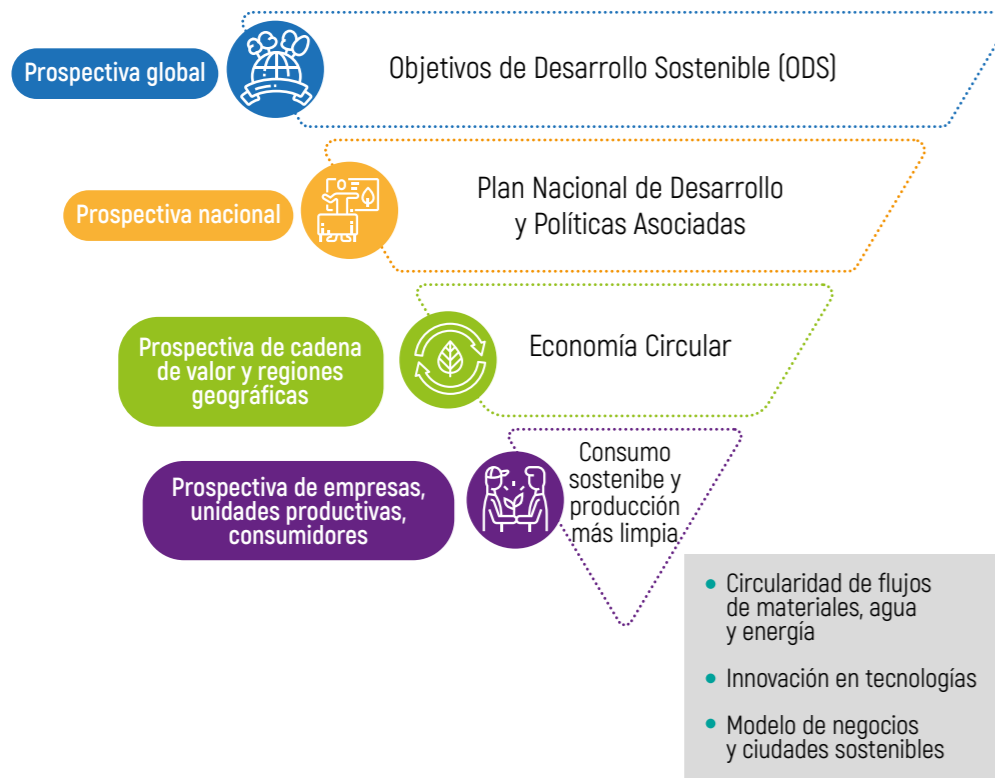 Prospectiva global
Objetivos de Desarrollo Sostenible (ODS)
Prospectiva nacional
Plan Nacional de Desarrollo
y Políticas Asociadas
Prospectiva de cadena
de valor y regiones
geográficas
Economía Circular
Prospectiva de empresas,
unidades productivas,
consumidores
Consumo
sostenibe y
producción
más limpia
• Circularidad de flujos
de materiales, agua
y energía
• Innovación en tecnologías
• Modelo de negocios
y ciudades sostenibles